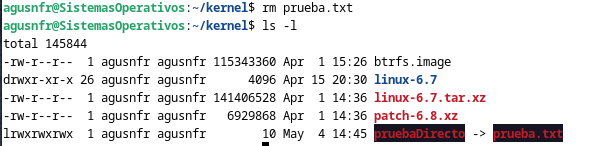 agusnfr@SistemasOperativos:~/kernel$ rm prueba.txt
agusnfr@SistemasOperativos:~/kernel$ ls -l
total 145844
-rw-r--r--  1 agusnfr agusnfr 115343360 Apr  1 15:26 btrfs.image
drwxr-xr-x 26 agusnfr agusnfr      4096 Apr 15 20:30 linux-6.7
-rw-r--r--  1 agusnfr agusnfr 141406528 Apr  1 14:36 linux-6.7.tar.xz
-rw-r--r--  1 agusnfr agusnfr   6929868 Apr  1 14:36 patch-6.8.xz
lrwxrwxrwx  1 agusnfr agusnfr        10 May  4 14:45 pruebaDirecto -> prueba.txt